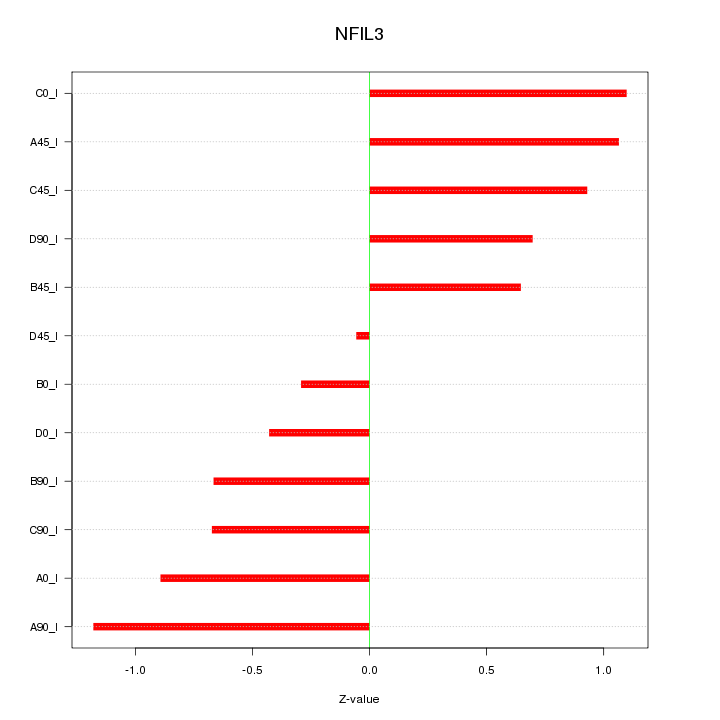 NFIL3
C0_I
A45_I
C45_I
D90_I
B45_I
D45_I
B0_I
D0_I
B90_I
C90_I
A0_I
A90_I
-1.0 -0.5 0.0 0.5 1.0
Z-value